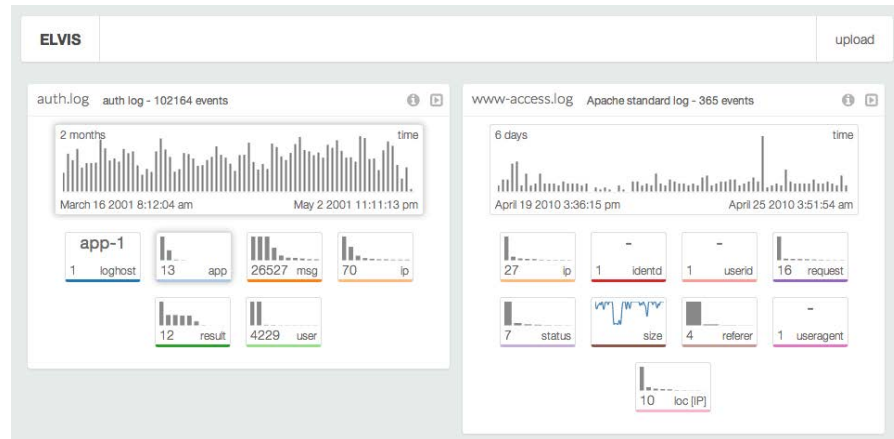 ELVIS upload
auth.log auth log - 102164 events
2 months time
March 16 2001 8:12:04 am May 2 2001 11:11:13 pm
app-1
1 loghost
13 app
26527 msg
70 ip
12 result
4229 user
www-access.log Apache standard log - 365 events
6 days time
April 19 2010 3:36:15 pm April 25 2010 3:51:54 am
27 ip
-
1 identd
-
1 userid
16 request
7 status
size
4 referer
-
1 useragent
10 loc [IP]